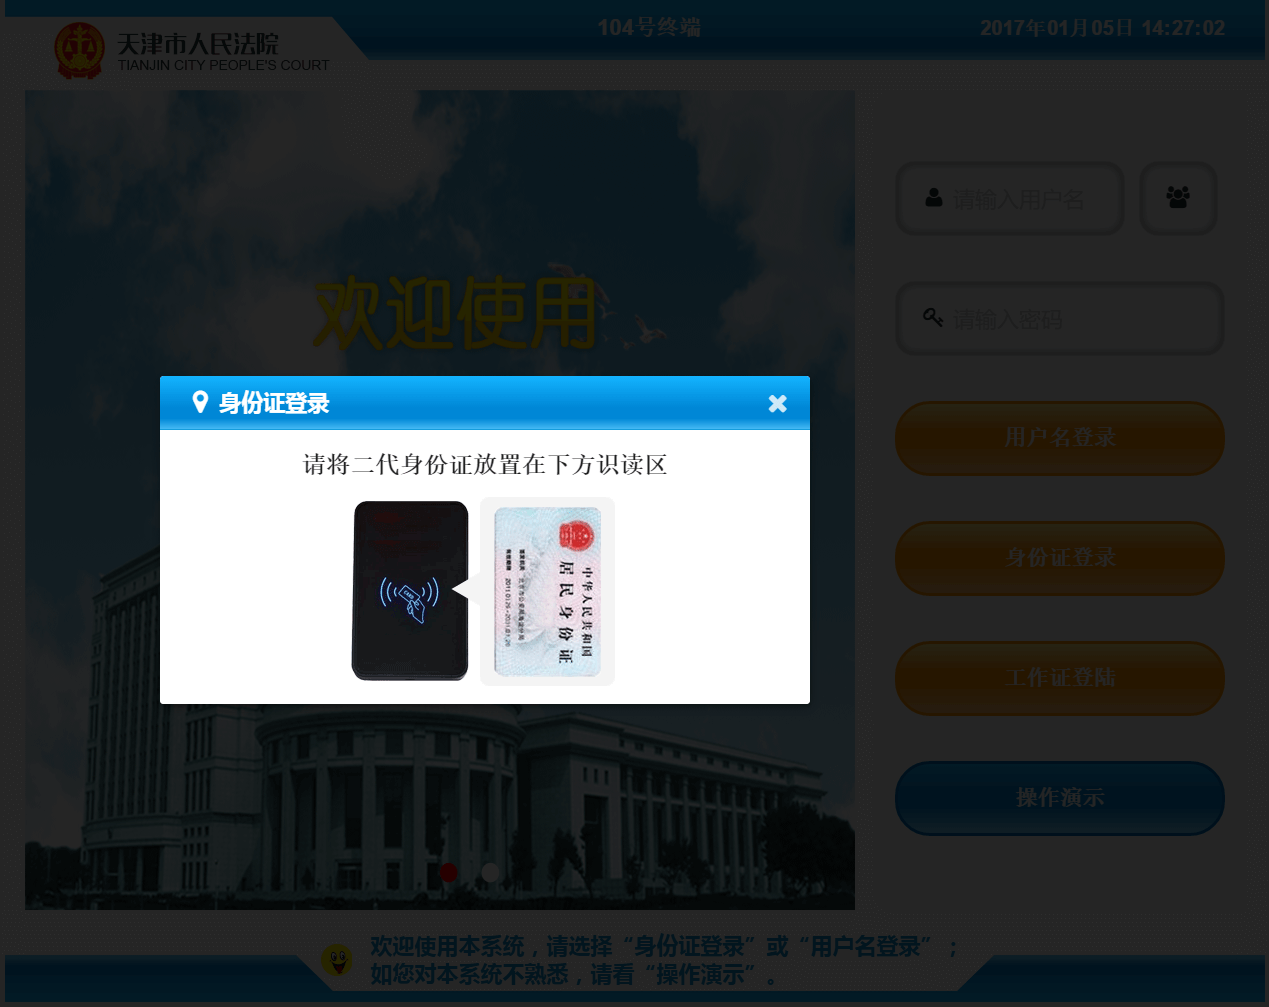 104号终端
2017年01月05日 14:27:02
天津市人民法院
TIANJIN CITY PEOPLE'S COURT
请输入用户名
请输入密码
欢迎使用
身份证登录
请将二代身份证放置在下方识读区
中华人民共和国
居民身份证
用户名登录
身份证登录
工作证登陆
操作演示
欢迎使用本系统，请选择“身份证登录”或“用户名登录”；
如您对本系统不熟悉，请看“操作演示”。